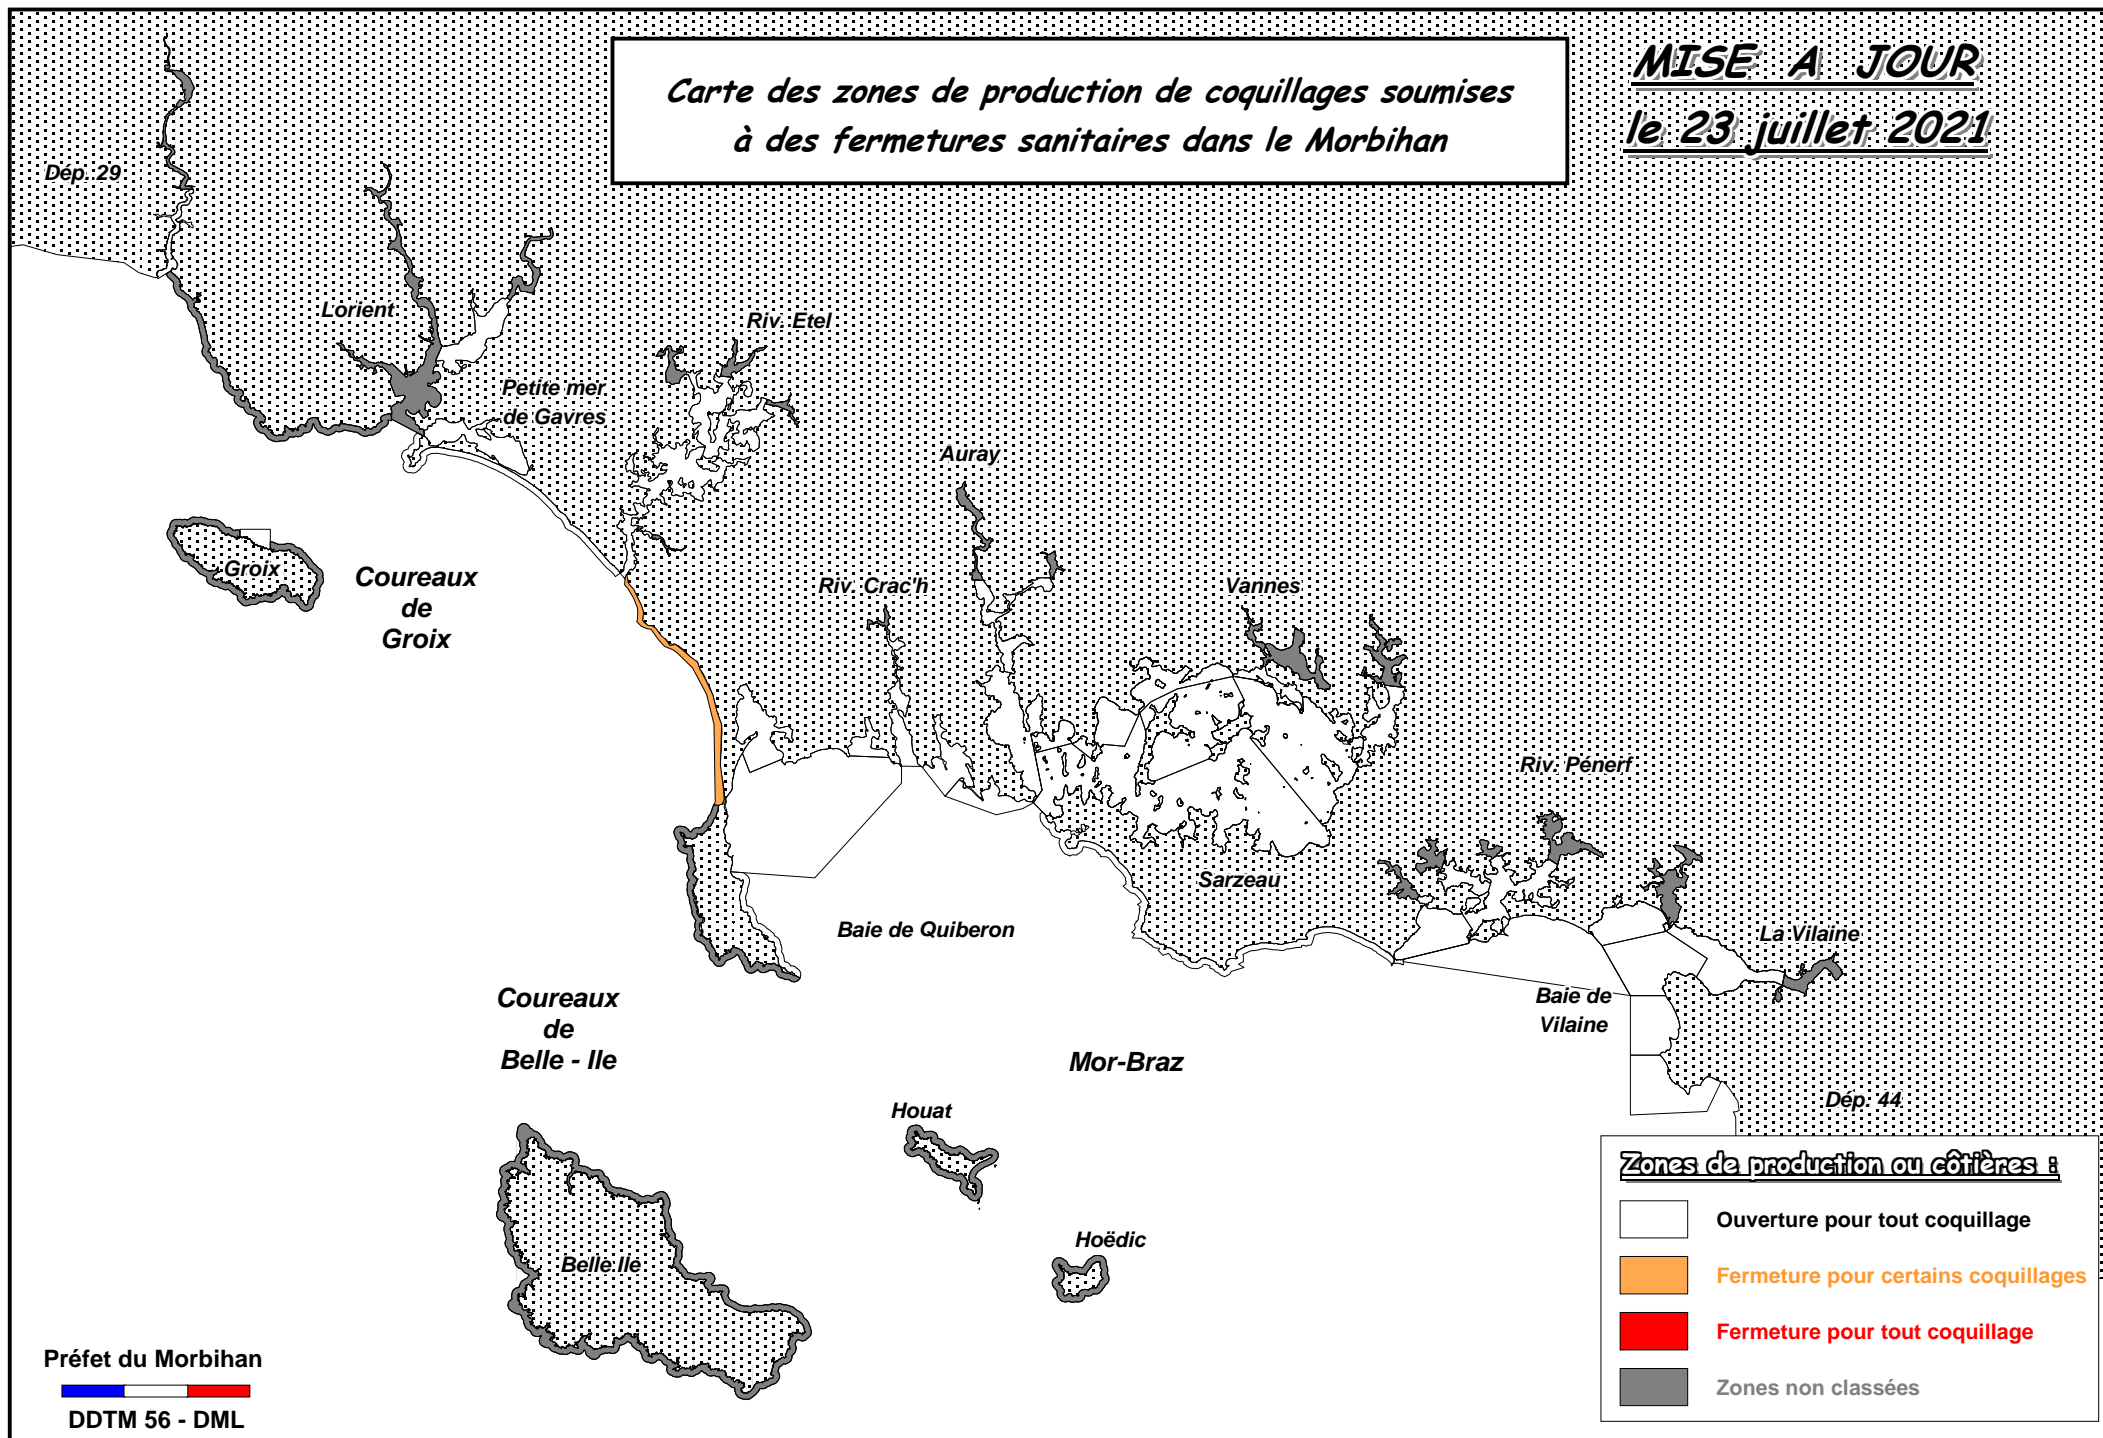 Carte des zones de production de coquillages soumises
à des fermetures sanitaires dans le Morbihan
MISE A JOUR
le 23 juillet 2021
Dép. 29
Lorient
Riv. Etel
Petite mer
de Gavres
Auray
Groix
Coureaux
de
Groix
Riv. Crac'h
Vannes
Riv. Pénerf
Sarzeau
Baie de Quiberon
La Vilaine
Baie de
Vilaine
Coureaux
de
Belle - Ile
Mor-Braz
Dép. 44
Houat
Hoëdic
Belle Ile
Zones de production ou côtières :
Ouverture pour tout coquillage
Fermeture pour certains coquillages
Fermeture pour tout coquillage
Zones non classées
Préfet du Morbihan
DDTM 56 - DML